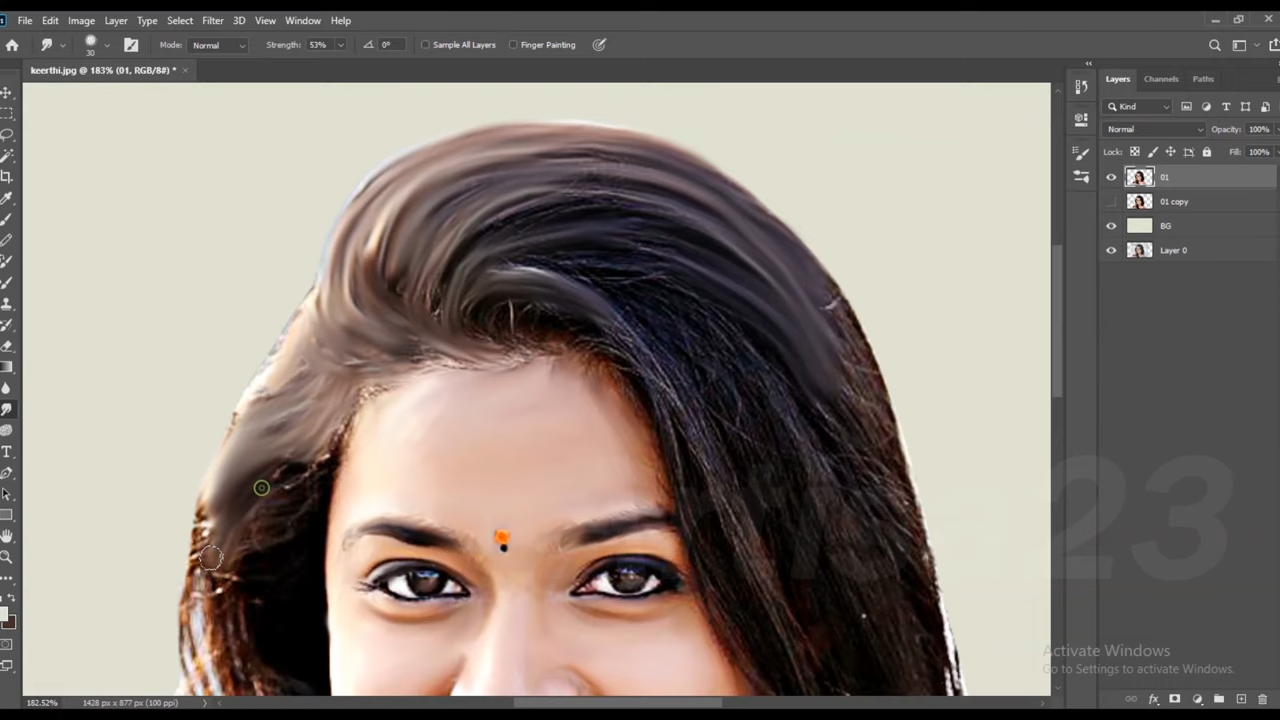 Ps File Edit Image Layer Type Select Filter 3D View Window Help
30 Mode: Normal Strength: 53% 0° Sample All Layers Finger Painting
keerthi.jpg @ 183% (01, RGB/8#) * ×
Layers Channels Paths
Kind
Normal Opacity: 100%
Lock: Fill: 100%
01
01 copy
BG
Layer 0
23
Activate Windows
Go to Settings to activate Windows.
182.52% 1428 px x 877 px (100 ppi)